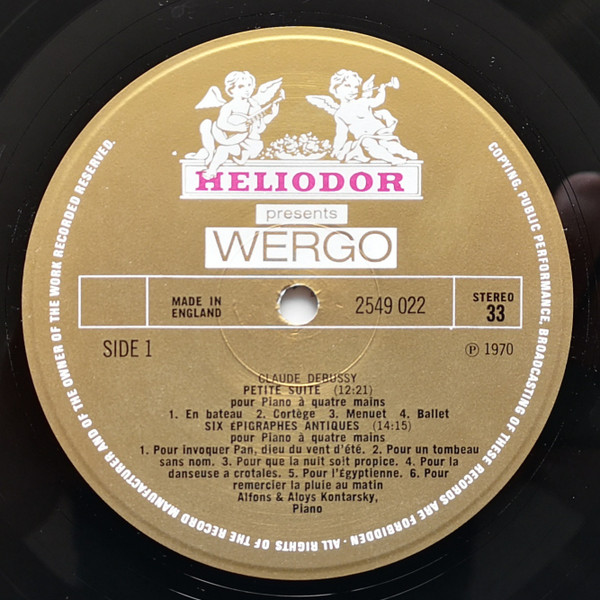 HELIODOR
presents
WERGO
MADE IN
ENGLAND
2549 022
STEREO
33
SIDE 1
℗ 1970
CLAUDE DEBUSSY
PETITE SUITE (12:21)
pour Piano à quatre mains
1. En bateau 2. Cortège 3. Menuet 4. Ballet
SIX ÉPIGRAPHES ANTIQUES (14:15)
pour Piano à quatre mains
1. Pour invoquer Pan, dieu du vent d'été. 2. Pour un tombeau
sans nom. 3. Pour que la nuit soit propice. 4. Pour la
danseuse a crotales. 5. Pour l'Égyptienne. 6. Pour
remercier la pluie au matin
Alfons & Aloys Kontarsky,
Piano
COPYING, PUBLIC PERFORMANCE, BROADCASTING OF THESE RECORDS ARE FORBIDDEN · ALL RIGHTS OF THE RECORD MANUFACTURER AND OF THE OWNER OF THE WORK RECORDED RESERVED.